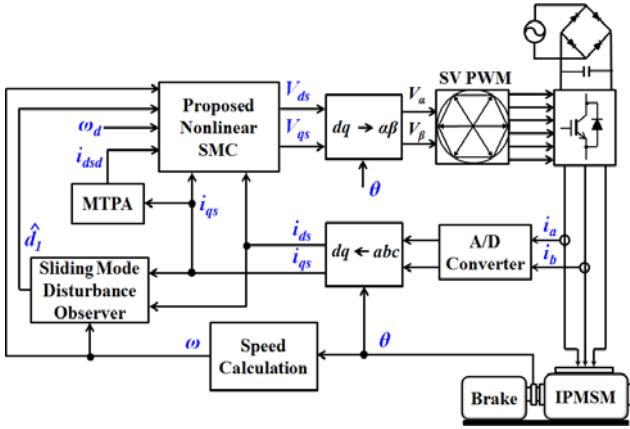 SV PWM
Proposed
Nonlinear
SMC
V_ds
V_qs
dq → αβ
V_α
V_β
ω_d
i_dsd
MTPA
i_qs
θ
d̂_1
Sliding Mode
Disturbance
Observer
i_ds
i_qs
dq ← abc
A/D
Converter
i_a
i_b
ω
Speed
Calculation
θ
Brake
IPMSM